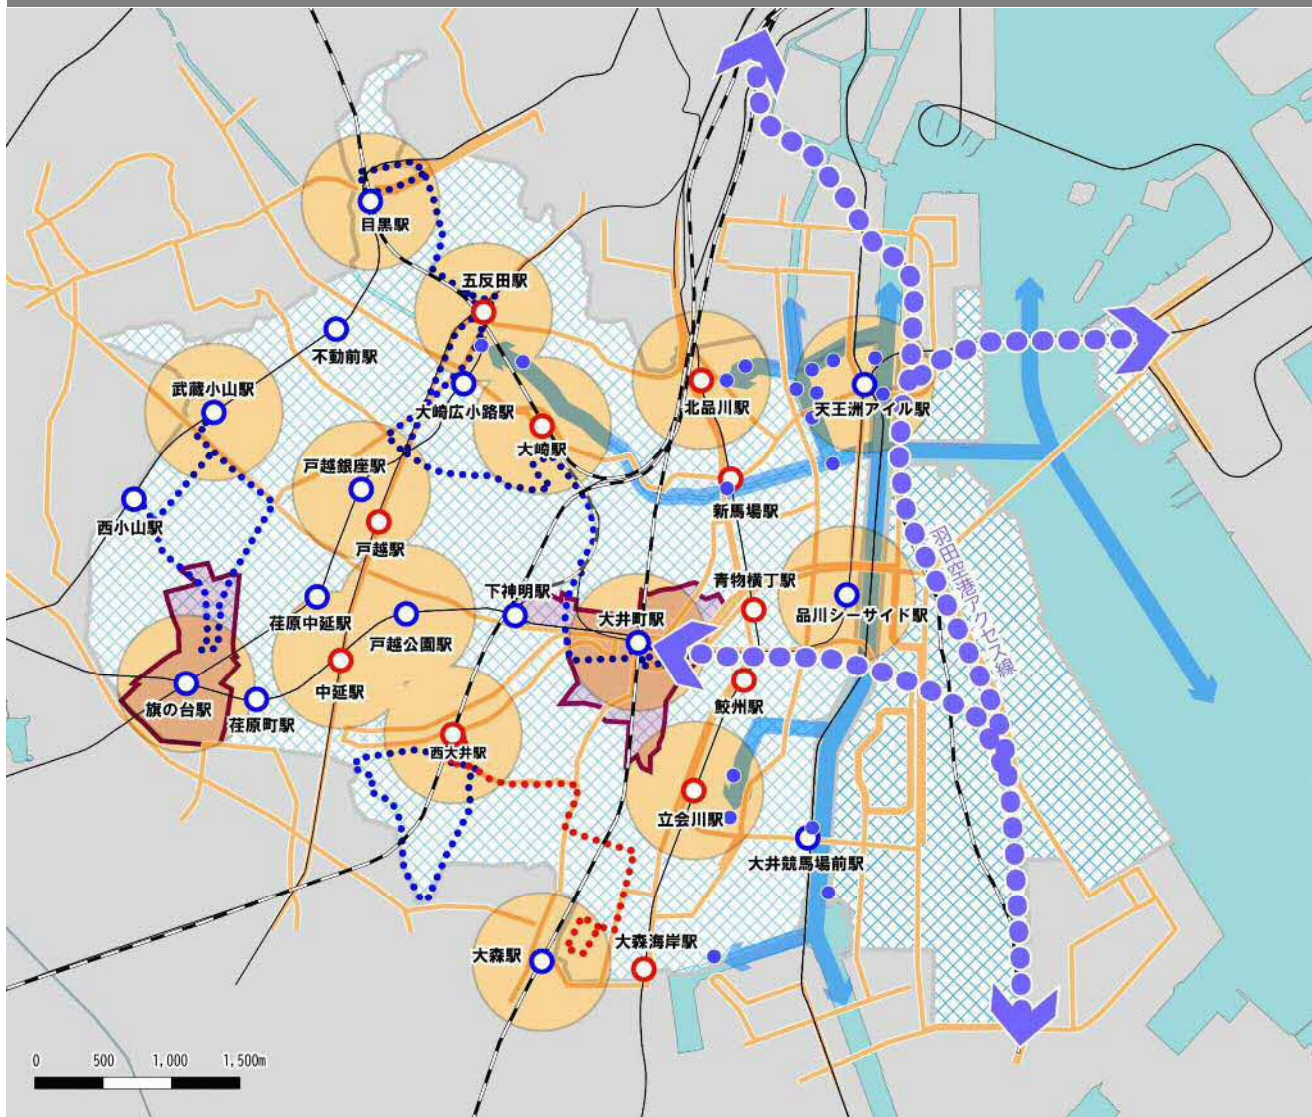 目黒駅
五反田駅
不動前駅
武蔵小山駅
大崎広小路駅
北品川駅
天王洲アイル駅
大崎駅
戸越銀座駅
新馬場駅
西小山駅
戸越駅
羽田空港アクセス線
下神明駅
青物横丁駅
大井町駅
品川シーサイド駅
荏原中延駅
戸越公園駅
中延駅
旗の台駅
荏原町駅
鮫洲駅
西大井駅
立会川駅
大井競馬場前駅
大森駅
大森海岸駅
0 500 1,000 1,500m